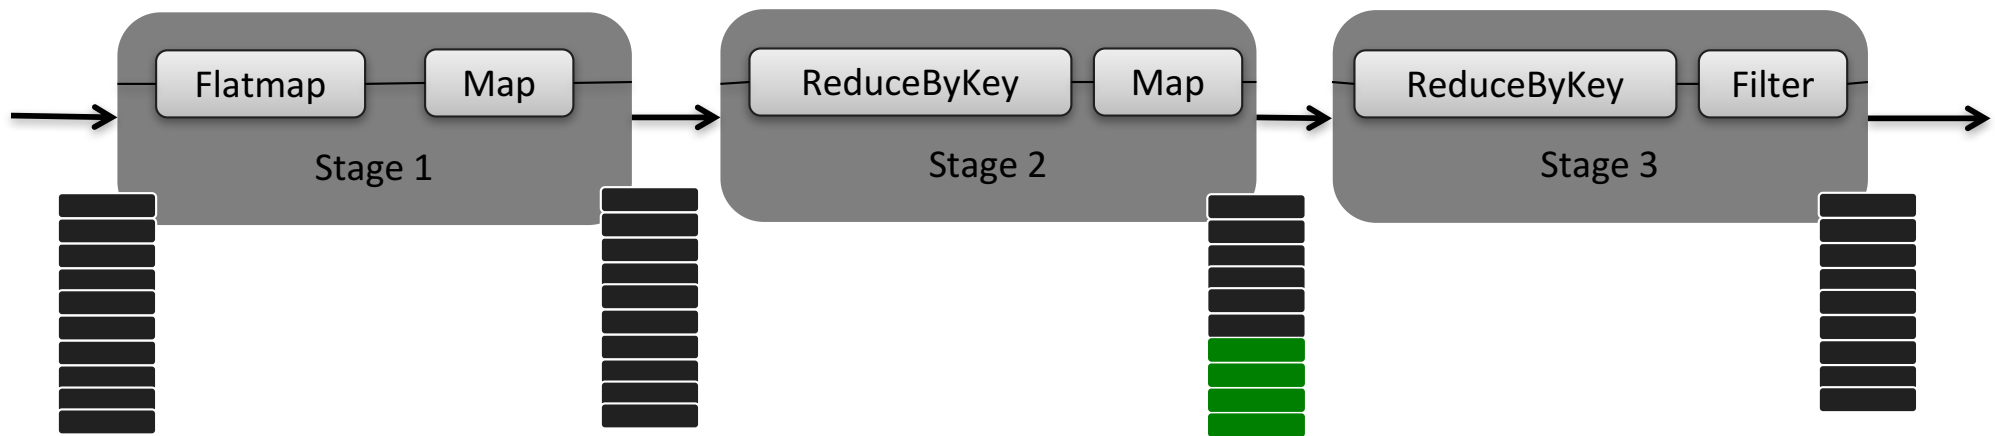 Flatmap
Map
Stage 1
ReduceByKey
Map
Stage 2
ReduceByKey
Filter
Stage 3